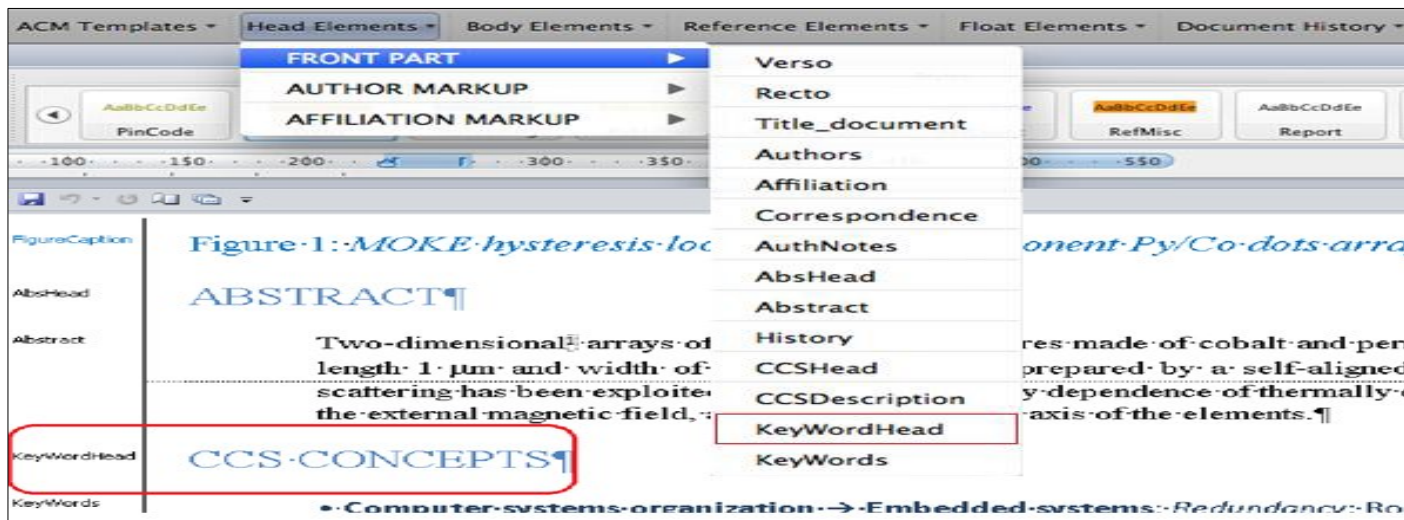 ACM Templates Head Elements Body Elements Reference Elements Float Elements Document History
FRONT PART
AUTHOR MARKUP
AFFILIATION MARKUP
Verso
Recto
Title_document
Authors
Affiliation
Correspondence
AuthNotes
AbsHead
Abstract
History
CCSHead
CCSDescription
KeyWordHead
KeyWords
AaBbCcDdEe
PinCode
AaBbCcDdEe
RefMisc
AaBbCcDdEe
Report
100 150 200 300 350 550
FigureCaption
Figure·1:·MOKE·hysteresis·loo onent·Py/Co·dots·arra
AbsHead
ABSTRACT¶
Abstract
Two-dimensional·arrays·of res·made·of·cobalt·and·per
length·1·µm·and·width·of· prepared·by·a·self-aligned
scattering·has·been·exploite y·dependence·of·thermally·
the·external·magnetic·field,· axis·of·the·elements.¶
KeyWordHead
CCS·CONCEPTS¶
KeyWords
•·Computer·systems·organization·→·Embedded·systems:·Redundancy:·Ro